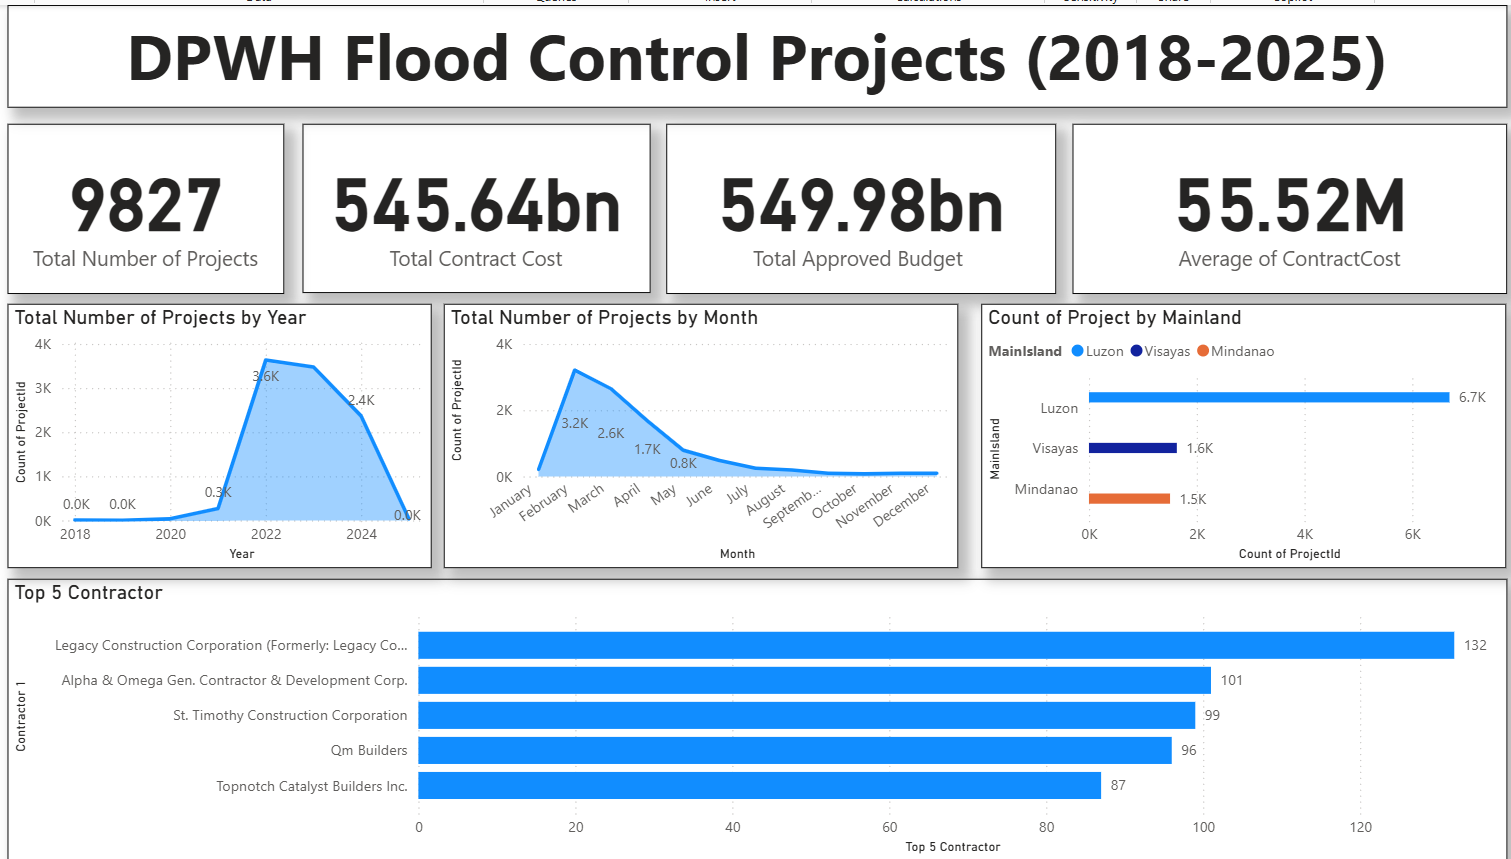 DPWH Flood Control Projects (2018-2025)
9827
Total Number of Projects
545.64bn
Total Contract Cost
549.98bn
Total Approved Budget
55.52M
Average of ContractCost
Total Number of Projects by Year
Count of ProjectId
4K
3K
2K
1K
0K
0.0K
0.0K
0.3K
3.6K
2.4K
0.0K
2018
2020
2022
2024
Year
Total Number of Projects by Month
Count of ProjectId
4K
2K
0K
3.2K
2.6K
1.7K
0.8K
January
February
March
April
May
June
July
August
Septemb...
October
November
December
Month
Count of Project by Mainland
MainIsland Luzon Visayas Mindanao
MainIsland
Luzon
6.7K
Visayas
1.6K
Mindanao
1.5K
0K
2K
4K
6K
Count of ProjectId
Top 5 Contractor
Contractor 1
Legacy Construction Corporation (Formerly: Legacy Co...
132
Alpha & Omega Gen. Contractor & Development Corp.
101
St. Timothy Construction Corporation
99
Qm Builders
96
Topnotch Catalyst Builders Inc.
87
0
20
40
60
80
100
120
Top 5 Contractor